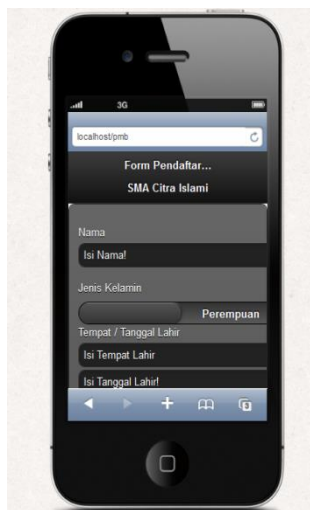 3G
localhost/pmb
Form Pendaftar...
SMA Citra Islami
Nama
Isi Nama!
Jenis Kelamin
Perempuan
Tempat / Tanggal Lahir
Isi Tempat Lahir
Isi Tanggal Lahir!